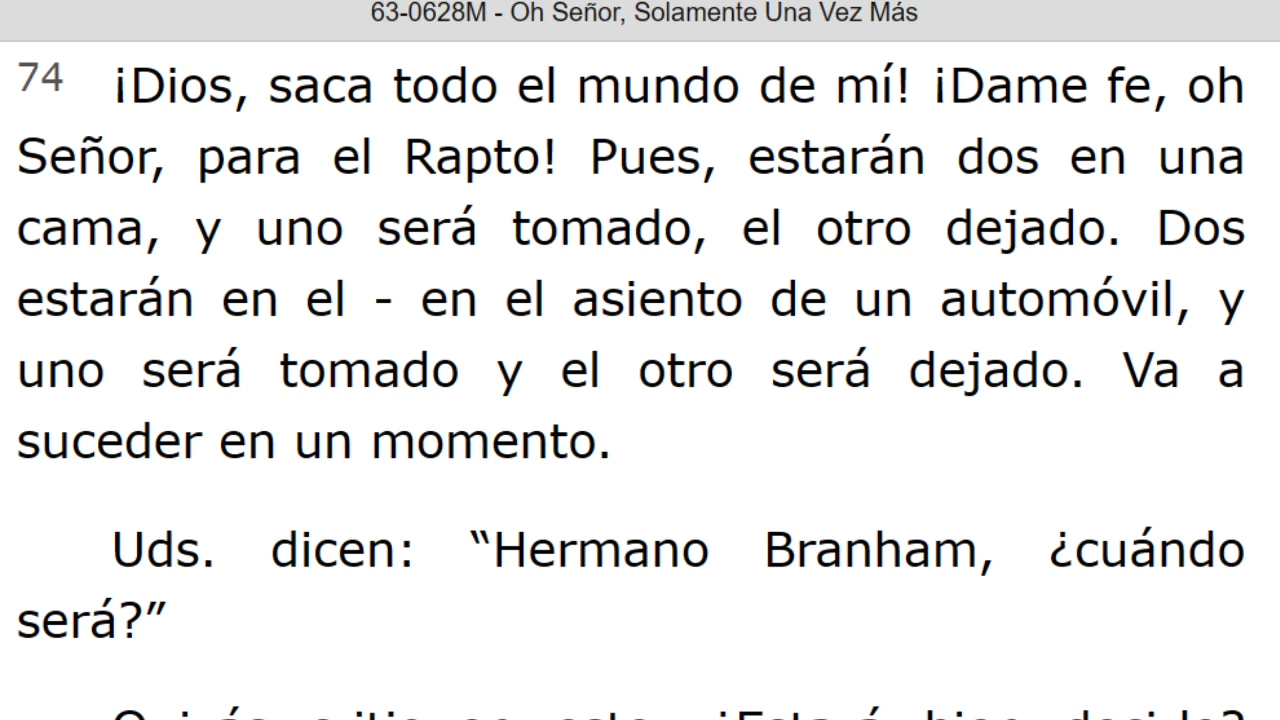 63-0628M - Oh Señor, Solamente Una Vez Más
74 ¡Dios, saca todo el mundo de mí! ¡Dame fe, oh
Señor, para el Rapto! Pues, estarán dos en una
cama, y uno será tomado, el otro dejado. Dos
estarán en el - en el asiento de un automóvil, y
uno será tomado y el otro será dejado. Va a
suceder en un momento.
Uds. dicen: “Hermano Branham, ¿cuándo
será?”